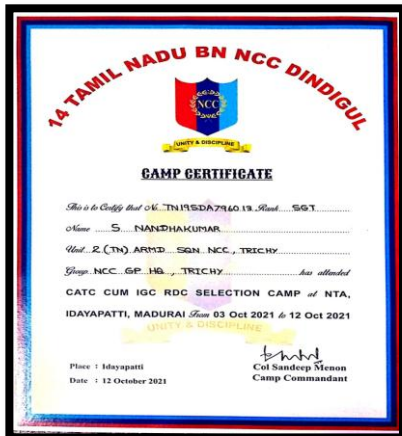 14 TAMIL NADU BN NCC DINDIGUL
NCC
UNITY & DISCIPLINE
CAMP CERTIFICATE
This is to Certify that No. TN19SDA796013 Rank SGT
Name S. NANDHAKUMAR
Unit 2 (TN) ARMD SQN NCC, TRICHY
Group NCC GP HQ, TRICHY has attended
CATC CUM IGC RDC SELECTION CAMP at NTA,
IDAYAPATTI, MADURAI From 03 Oct 2021 to 12 Oct 2021
UNITY & DISCIPLINE
Place : Idayapatti
Date : 12 October 2021
Col Sandeep Menon
Camp Commandant